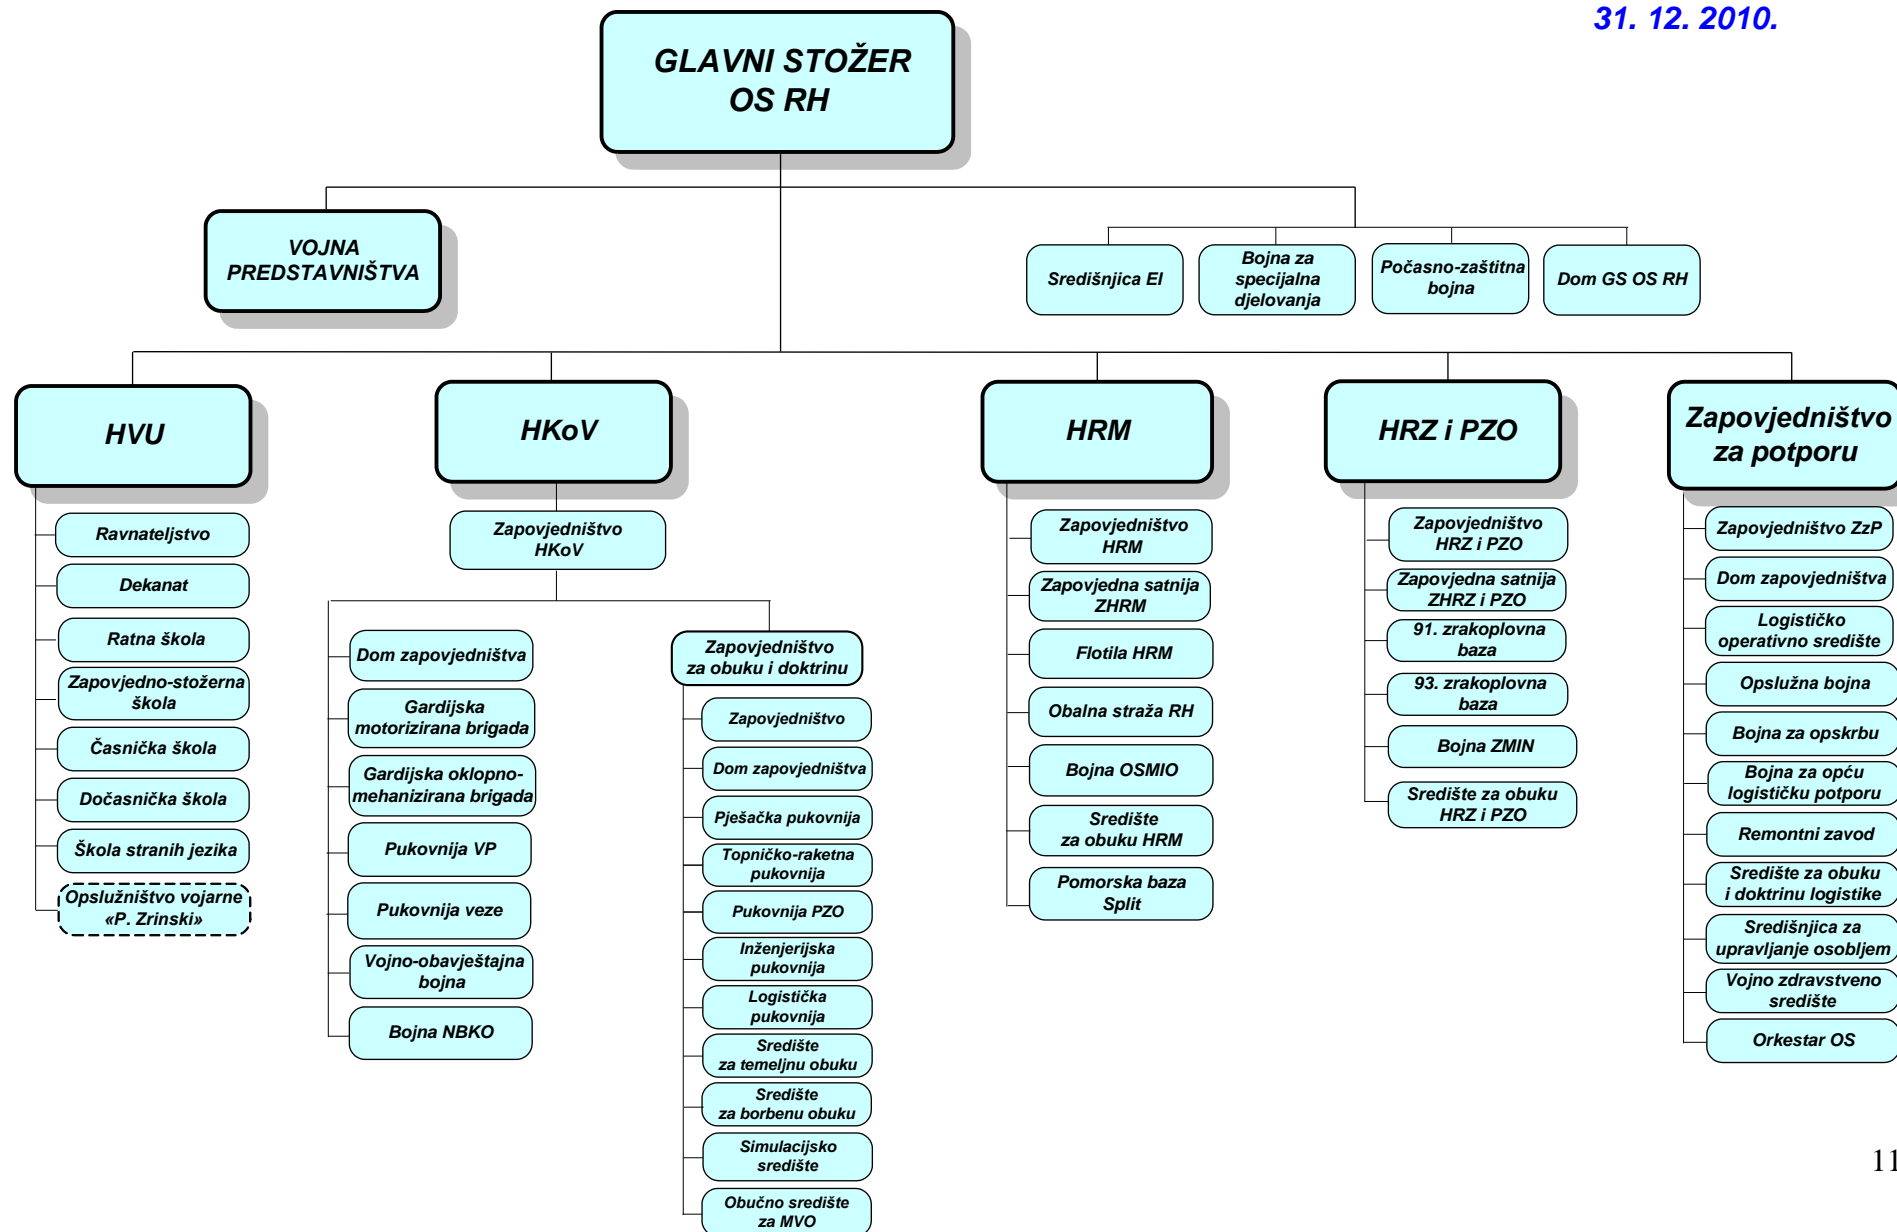 31. 12. 2010.
GLAVNI STOŽER
OS RH
VOJNA
PREDSTAVNIŠTVA
Središnjica EI
Bojna za
specijalna
djelovanja
Počasno-zaštitna
bojna
Dom GS OS RH
HVU
Ravnateljstvo
Dekanat
Ratna škola
Zapovjedno-stožerna
škola
Časnička škola
Dočasnička škola
Škola stranih jezika
Opslužništvo vojarne
«P. Zrinski»
HKoV
Zapovjedništvo
HKoV
Dom zapovjedništva
Gardijska
motorizirana brigada
Gardijska oklopno-
mehanizirana brigada
Pukovnija VP
Pukovnija veze
Vojno-obavještajna
bojna
Bojna NBKO
Zapovjedništvo
za obuku i doktrinu
Zapovjedništvo
Dom zapovjedništva
Pješačka pukovnija
Topničko-raketna
pukovnija
Pukovnija PZO
Inženjerijska
pukovnija
Logistička
pukovnija
Središte
za temeljnu obuku
Središte
za borbenu obuku
Simulacijsko
središte
Obučno središte
za MVO
HRM
Zapovjedništvo
HRM
Zapovjedna satnija
ZHRM
Flotila HRM
Obalna straža RH
Bojna OSMIO
Središte
za obuku HRM
Pomorska baza
Split
HRZ i PZO
Zapovjedništvo
HRZ i PZO
Zapovjedna satnija
ZHRZ i PZO
91. zrakoplovna
baza
93. zrakoplovna
baza
Bojna ZMIN
Središte za obuku
HRZ i PZO
Zapovjedništvo
za potporu
Zapovjedništvo ZzP
Dom zapovjedništva
Logističko
operativno središte
Opslužna bojna
Bojna za opskrbu
Bojna za opću
logističku potporu
Remontni zavod
Središte za obuku
i doktrinu logistike
Središnjica za
upravljanje osobljem
Vojno zdravstveno
središte
Orkestar OS
11